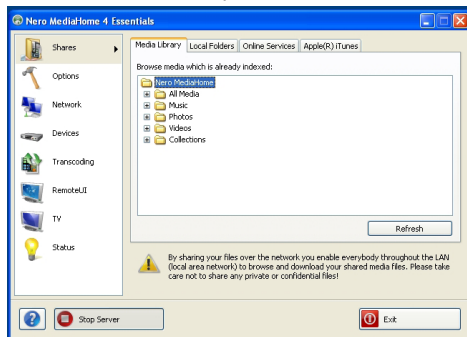 Nero MediaHome 4 Essentials
Shares
Options
Network
Devices
Transcoding
RemoteUI
TV
Status
Media Library
Local Folders
Online Services
Apple(R) iTunes
Browse media which is already indexed:
Nero MediaHome
All Media
Music
Photos
Videos
Collections
Refresh
By sharing your files over the network you enable everybody throughout the LAN
(local area network) to browse and download your shared media files. Please take
care not to share any private or confidential files!
Stop Server
Exit